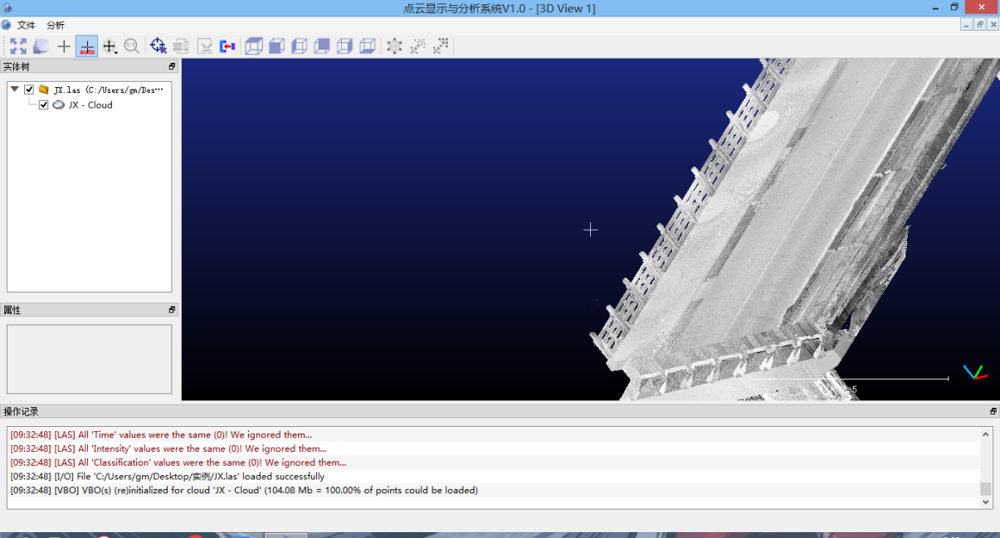 点云显示与分析系统V1.0 - [3D View 1]
文件 分析
auto
1:1
实体树
JX.las (C:/Users/gm/Des…
JX - Cloud
属性
5
操作记录
[09:32:48] [LAS] All 'Time' values were the same (0)! We ignored them...
[09:32:48] [LAS] All 'Intensity' values were the same (0)! We ignored them...
[09:32:48] [LAS] All 'Classification' values were the same (0)! We ignored them...
[09:32:48] [I/O] File 'C:/Users/gm/Desktop/实例/JX.las' loaded successfully
[09:32:48] [VBO] VBO(s) (re)initialized for cloud 'JX - Cloud' (104.08 Mb = 100.00% of points could be loaded)